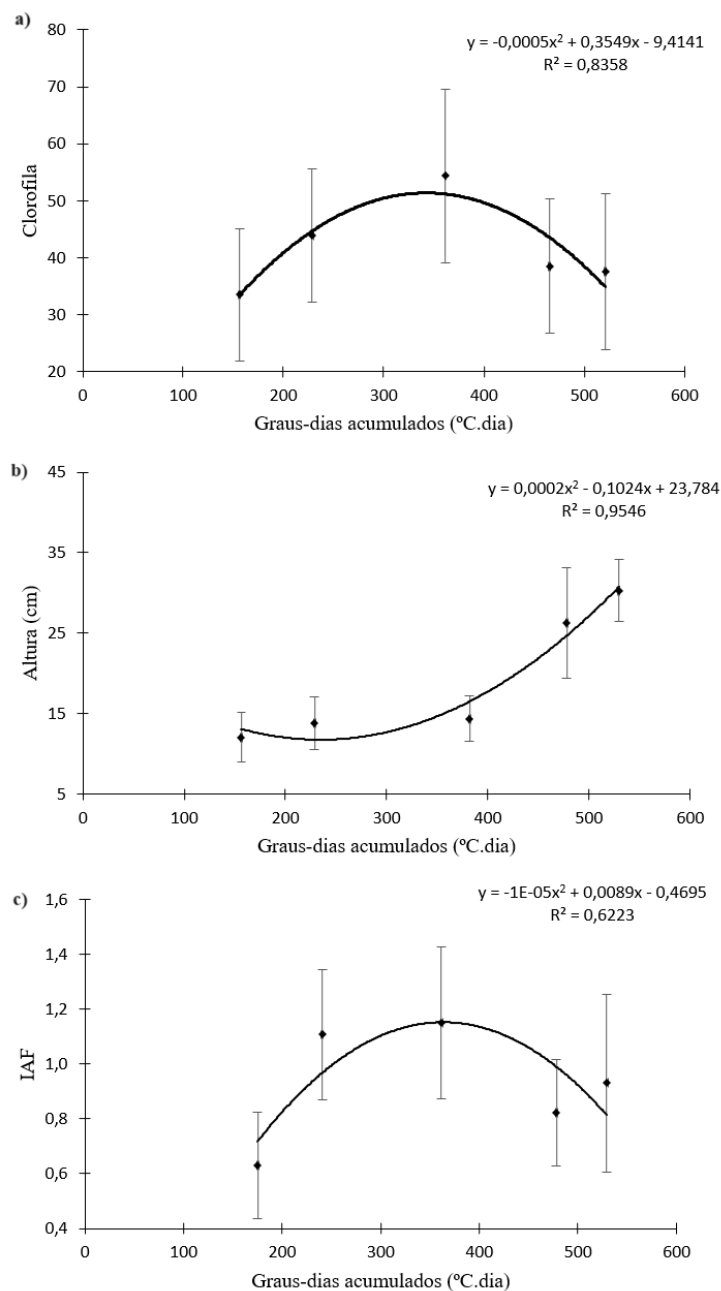 a)
80
y = -0,0005x² + 0,3549x - 9,4141
R² = 0,8358
70
60
50
40
30
20
Clorofila
0 100 200 300 400 500 600
Graus-dias acumulados (ºC.dia)
b)
45
y = 0,0002x² - 0,1024x + 23,784
R² = 0,9546
35
25
15
5
Altura (cm)
0 100 200 300 400 500 600
Graus-dias acumulados (ºC.dia)
c)
1,6
y = -1E-05x² + 0,0089x - 0,4695
R² = 0,6223
1,4
1,2
1,0
0,8
0,6
0,4
IAF
0 100 200 300 400 500 600
Graus-dias acumulados (ºC.dia)